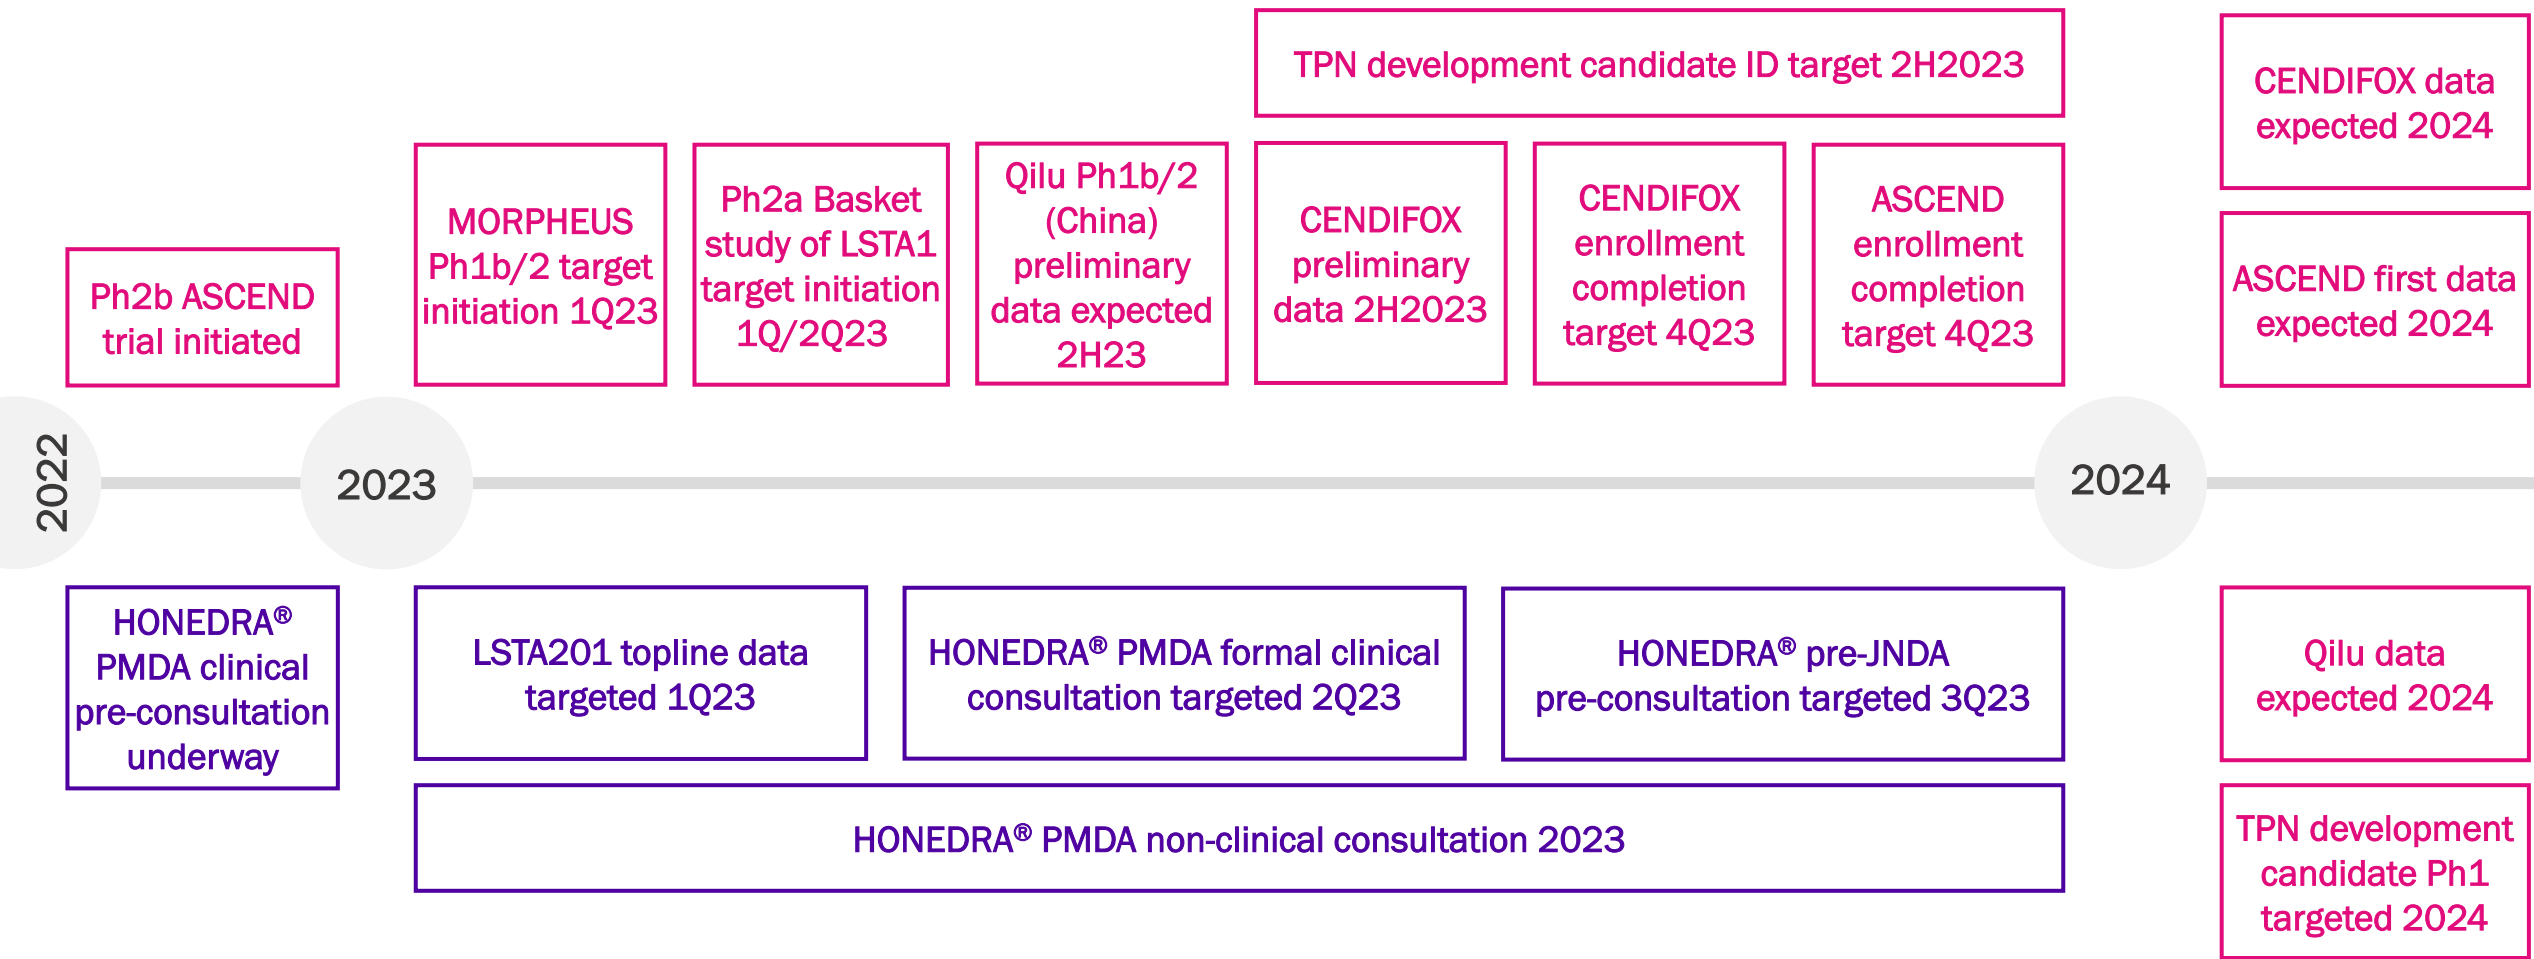 TPN development candidate ID target 2H2023
CENDIFOX data
expected 2024
Ph2b ASCEND
trial initiated
MORPHEUS
Ph1b/2 target
initiation 1Q23
Ph2a Basket
study of LSTA1
target initiation
1Q/2Q23
Qilu Ph1b/2
(China)
preliminary
data expected
2H23
CENDIFOX
preliminary
data 2H2023
CENDIFOX
enrollment
completion
target 4Q23
ASCEND
enrollment
completion
target 4Q23
ASCEND first data
expected 2024
2022
2023
2024
HONEDRA®
PMDA clinical
pre-consultation
underway
LSTA201 topline data
targeted 1Q23
HONEDRA® PMDA formal clinical
consultation targeted 2Q23
HONEDRA® pre-JNDA
pre-consultation targeted 3Q23
Qilu data
expected 2024
HONEDRA® PMDA non-clinical consultation 2023
TPN development
candidate Ph1
targeted 2024